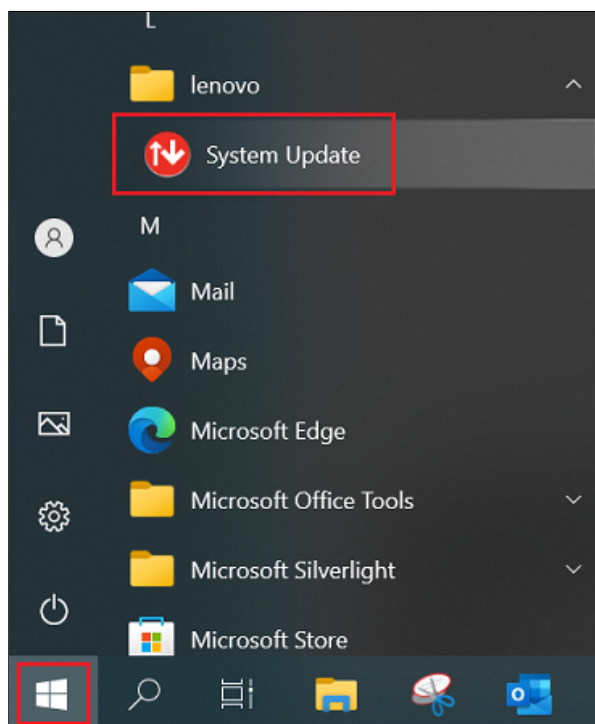 L
lenovo
System Update
M
Mail
Maps
Microsoft Edge
Microsoft Office Tools
Microsoft Silverlight
Microsoft Store